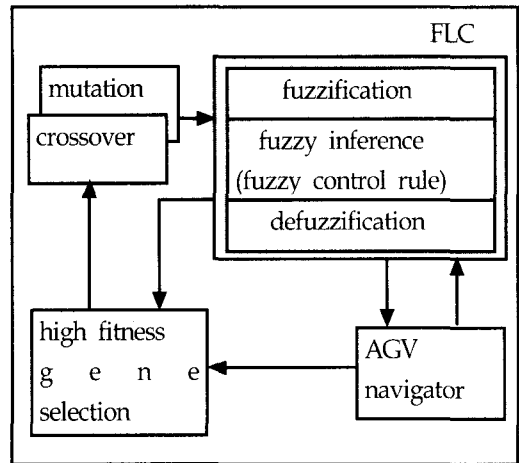 FLC
mutation
crossover
fuzzification
fuzzy inference
(fuzzy control rule)
defuzzification
high fitness
g e n e
selection
AGV
navigator